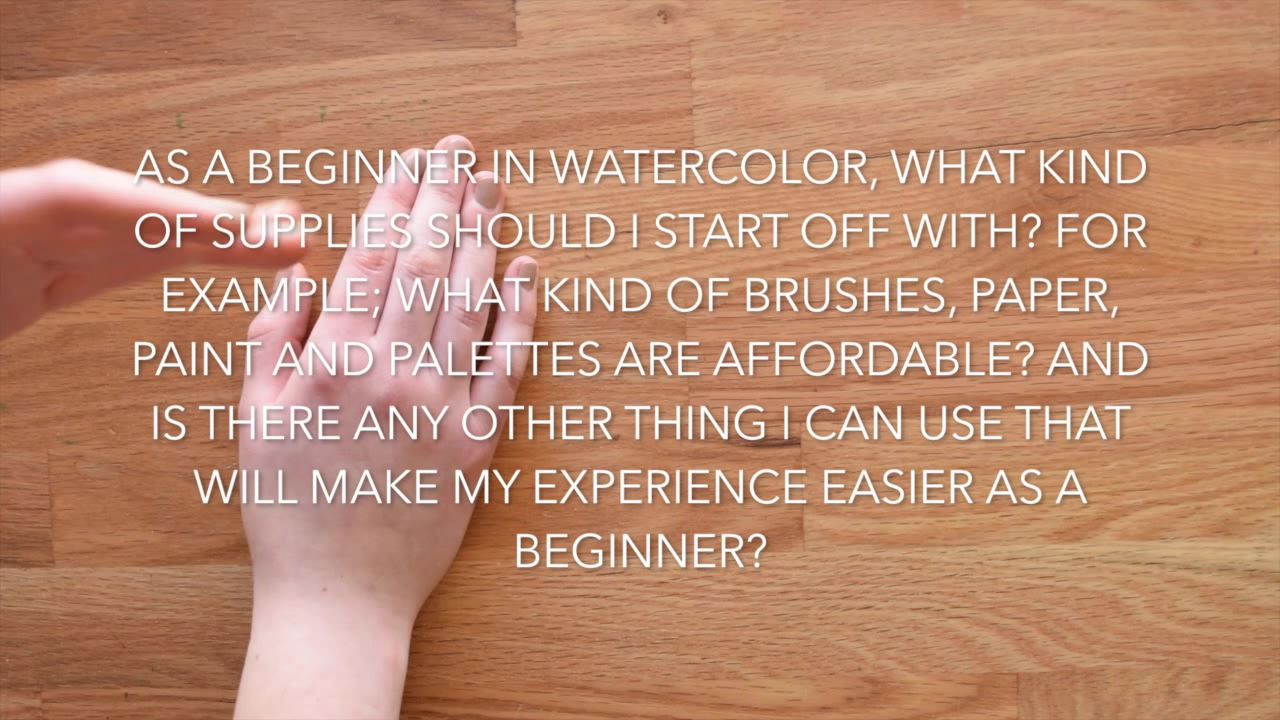 AS A BEGINNER IN WATERCOLOR, WHAT KIND
OF SUPPLIES SHOULD I START OFF WITH? FOR
EXAMPLE; WHAT KIND OF BRUSHES, PAPER,
PAINT AND PALETTES ARE AFFORDABLE? AND
IS THERE ANY OTHER THING I CAN USE THAT
WILL MAKE MY EXPERIENCE EASIER AS A
BEGINNER?